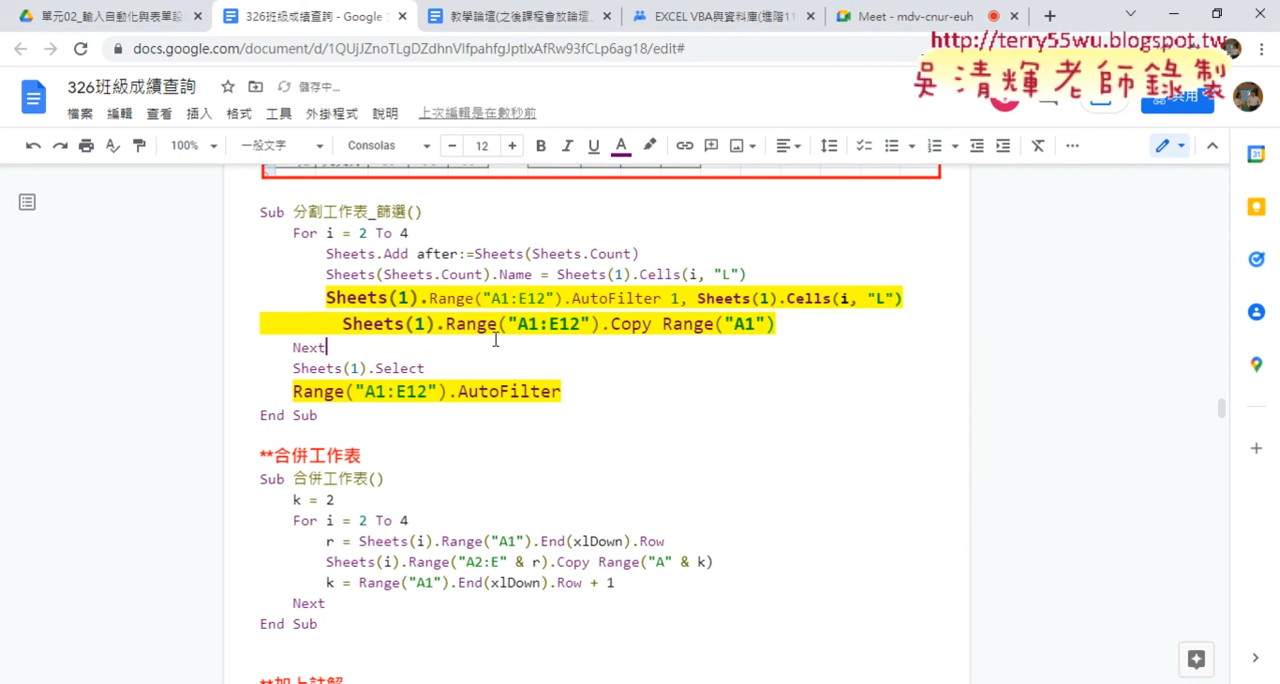 單元02_輸入自動化與表單設
326班級成績查詢 - Google
教學論壇(之後課程會放論壇
EXCEL VBA與資料庫(進階11
Meet - mdv-cnur-euh
docs.google.com/document/d/1QUjJZnoTLgDZdhnVlfpahfgJptlxAfRw93fCLp6ag18/edit#
http://terry55wu.blogspot.tw
吳清輝老師錄製
326班級成績查詢
儲存中...
共用
檔案 編輯 查看 插入 格式 工具 外掛程式 說明 上次編輯是在數秒前
100% 一般文字 Consolas 12 B I U A
Sub 分割工作表_篩選()
For i = 2 To 4
Sheets.Add after:=Sheets(Sheets.Count)
Sheets(Sheets.Count).Name = Sheets(1).Cells(i, "L")
Sheets(1).Range("A1:E12").AutoFilter 1, Sheets(1).Cells(i, "L")
Sheets(1).Range("A1:E12").Copy Range("A1")
Next
Sheets(1).Select
Range("A1:E12").AutoFilter
End Sub
**合併工作表
Sub 合併工作表()
k = 2
For i = 2 To 4
r = Sheets(i).Range("A1").End(xlDown).Row
Sheets(i).Range("A2:E" & r).Copy Range("A" & k)
k = Range("A1").End(xlDown).Row + 1
Next
End Sub
**加上註解